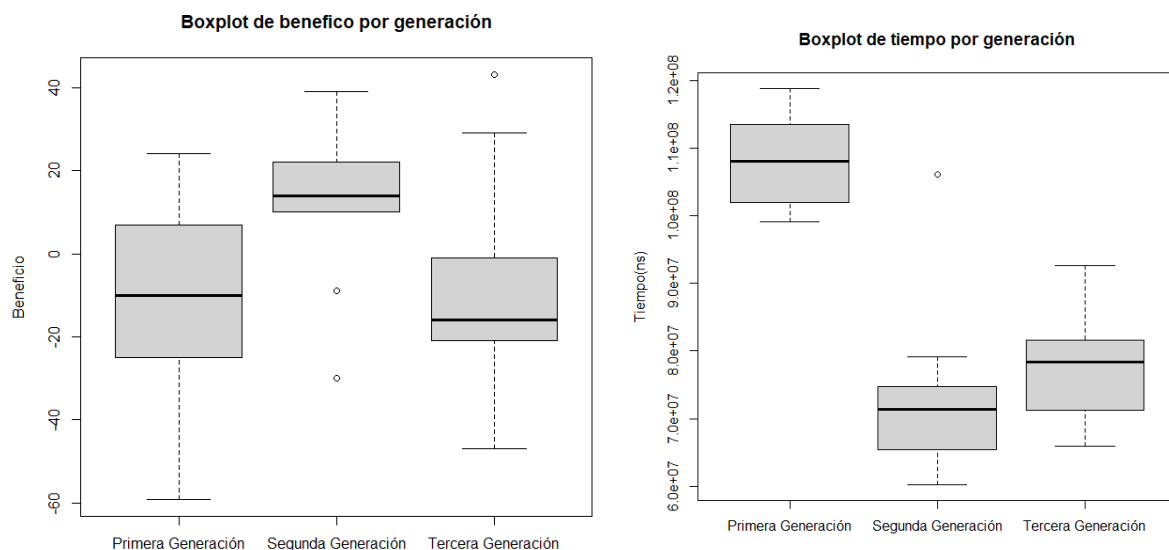 Boxplot de benefico por generación
Beneficio
40
20
0
-20
-40
-60
Primera Generación Segunda Generación Tercera Generación
Boxplot de tiempo por generación
Tiempo(ns)
1.2e+08
1.1e+08
1.0e+08
9.0e+07
8.0e+07
7.0e+07
6.0e+07
Primera Generación Segunda Generación Tercera Generación